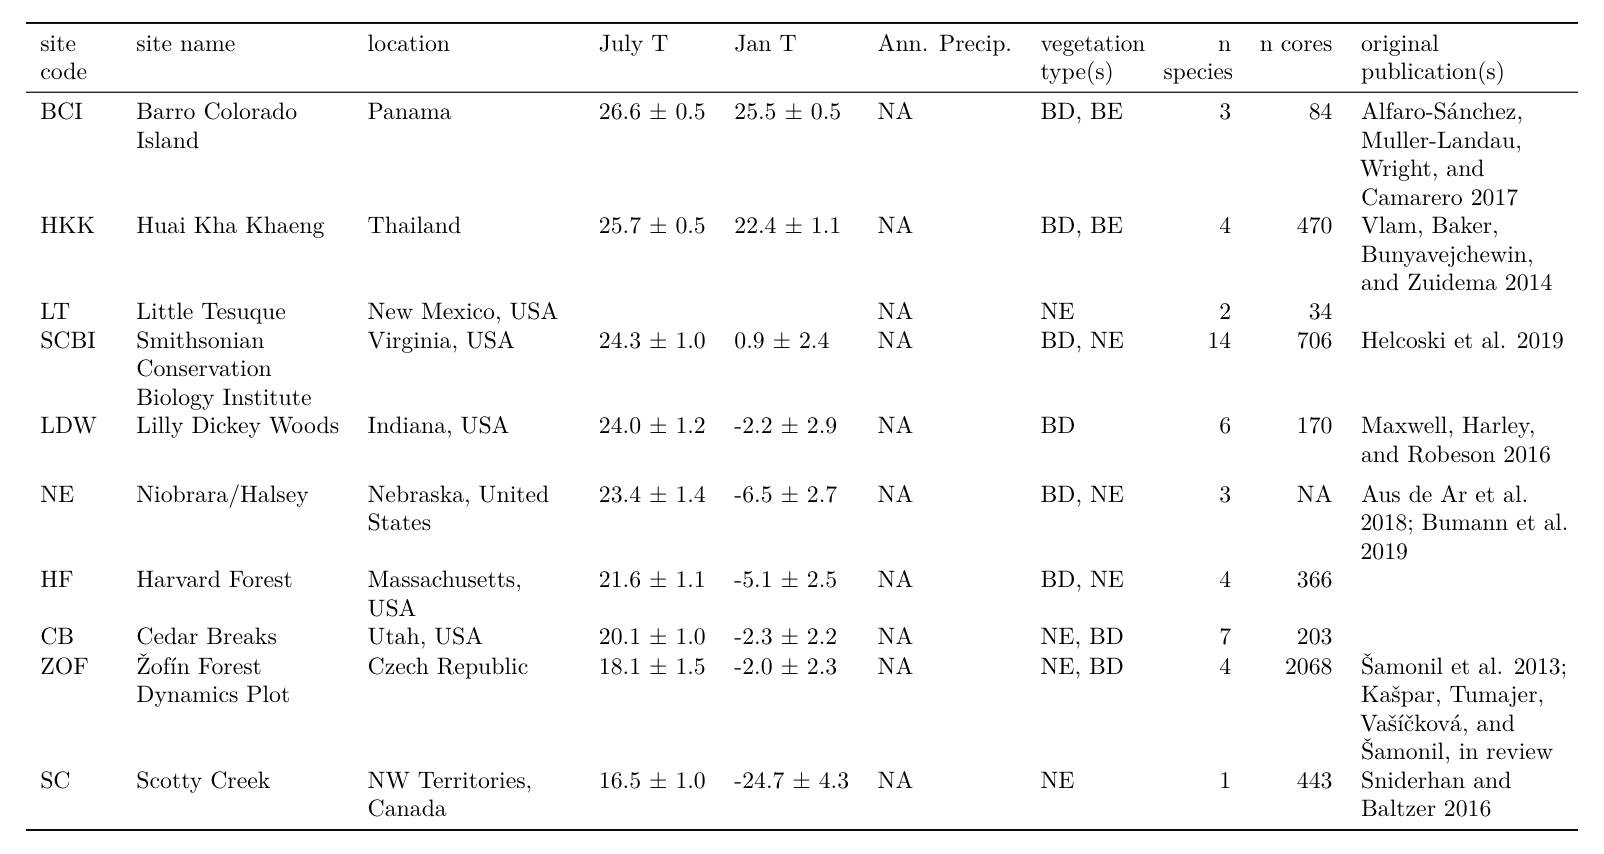 site site name location July T Jan T Ann. Precip. vegetation n n cores original
code type(s) species publication(s)
BCI Barro Colorado Panama 26.6 ± 0.5 25.5 ± 0.5 NA BD, BE 3 84 Alfaro-Sánchez,
Island Muller-Landau,
Wright, and
Camarero 2017
HKK Huai Kha Khaeng Thailand 25.7 ± 0.5 22.4 ± 1.1 NA BD, BE 4 470 Vlam, Baker,
Bunyavejchewin,
and Zuidema 2014
LT Little Tesuque New Mexico, USA NA NE 2 34
SCBI Smithsonian Virginia, USA 24.3 ± 1.0 0.9 ± 2.4 NA BD, NE 14 706 Helcoski et al. 2019
Conservation
Biology Institute
LDW Lilly Dickey Woods Indiana, USA 24.0 ± 1.2 -2.2 ± 2.9 NA BD 6 170 Maxwell, Harley,
and Robeson 2016
NE Niobrara/Halsey Nebraska, United 23.4 ± 1.4 -6.5 ± 2.7 NA BD, NE 3 NA Aus de Ar et al.
States 2018; Bumann et al.
2019
HF Harvard Forest Massachusetts, 21.6 ± 1.1 -5.1 ± 2.5 NA BD, NE 4 366
USA
CB Cedar Breaks Utah, USA 20.1 ± 1.0 -2.3 ± 2.2 NA NE, BD 7 203
ZOF Žofín Forest Czech Republic 18.1 ± 1.5 -2.0 ± 2.3 NA NE, BD 4 2068 Šamonil et al. 2013;
Dynamics Plot Kašpar, Tumajer,
Vašíčková, and
Šamonil, in review
SC Scotty Creek NW Territories, 16.5 ± 1.0 -24.7 ± 4.3 NA NE 1 443 Sniderhan and
Canada Baltzer 2016